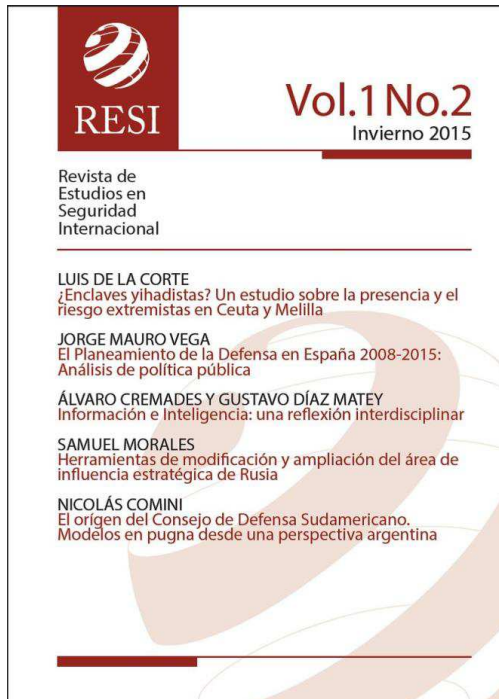 RESI
Vol.1 No.2
Invierno 2015
Revista de
Estudios en
Seguridad
Internacional
LUIS DE LA CORTE
¿Enclaves yihadistas? Un estudio sobre la presencia y el
riesgo extremistas en Ceuta y Melilla
JORGE MAURO VEGA
El Planeamiento de la Defensa en España 2008-2015:
Análisis de política pública
ÁLVARO CREMADES Y GUSTAVO DÍAZ MATEY
Información e Inteligencia: una reflexión interdisciplinar
SAMUEL MORALES
Herramientas de modificación y ampliación del área de
influencia estratégica de Rusia
NICOLÁS COMINI
El orígen del Consejo de Defensa Sudamericano.
Modelos en pugna desde una perspectiva argentina